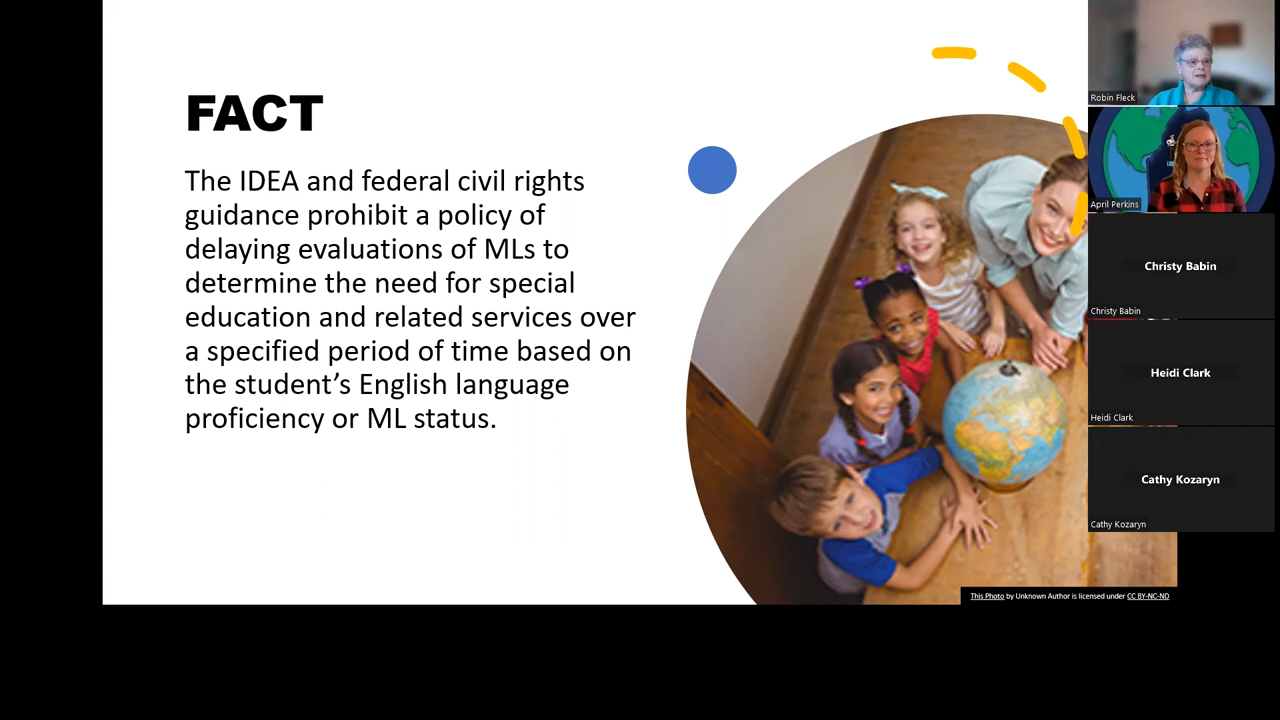 FACT
The IDEA and federal civil rights
guidance prohibit a policy of
delaying evaluations of MLs to
determine the need for special
education and related services over
a specified period of time based on
the student’s English language
proficiency or ML status.
This Photo by Unknown Author is licensed under CC BY-NC-ND
Robin Fleck
April Perkins
Christy Babin
Christy Babin
Heidi Clark
Heidi Clark
Cathy Kozaryn
Cathy Kozaryn